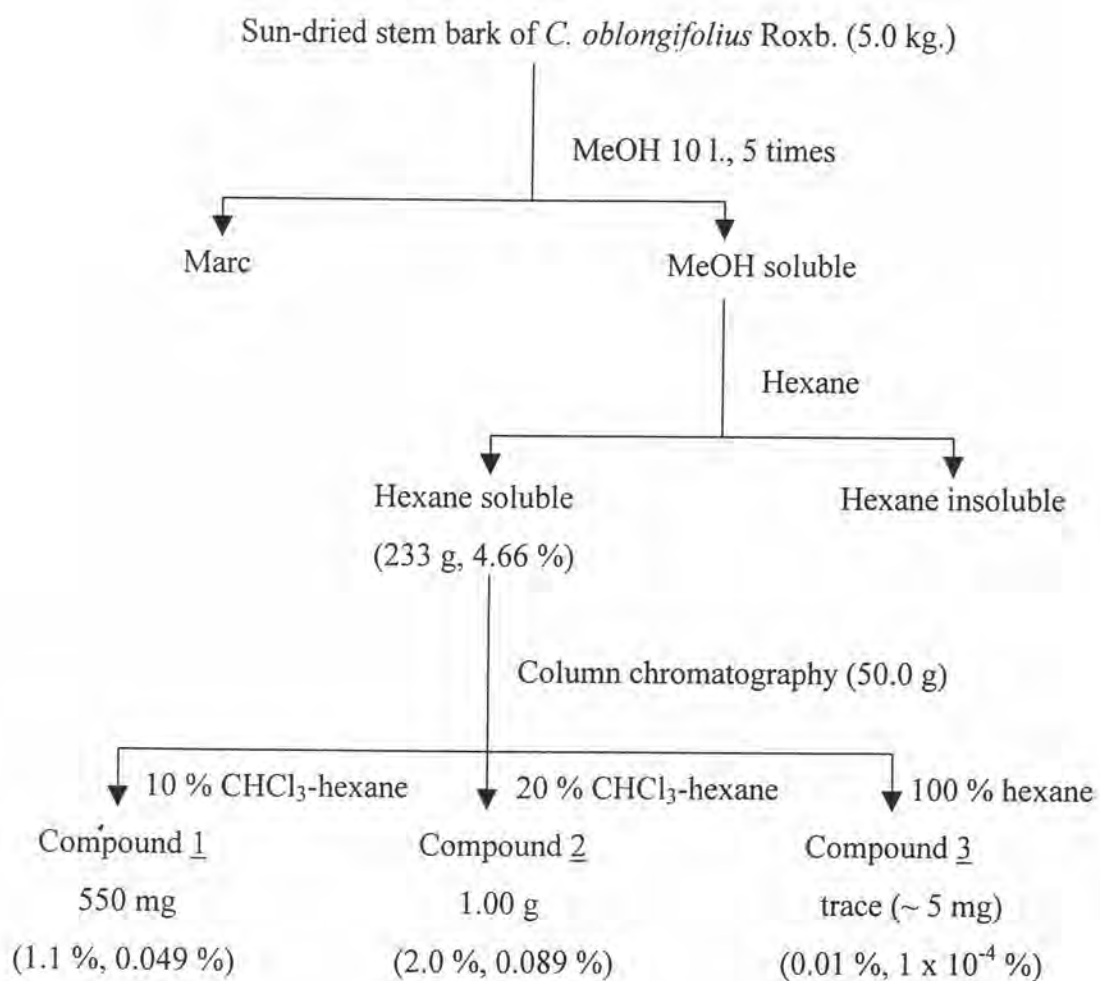 Sun-dried stem bark of C. oblongifolius Roxb. (5.0 kg.)
MeOH 10 l., 5 times
Marc
MeOH soluble
Hexane
Hexane soluble
Hexane insoluble
(233 g, 4.66 %)
Column chromatography (50.0 g)
10 % CHCl₃-hexane
20 % CHCl₃-hexane
100 % hexane
Compound 1
Compound 2
Compound 3
550 mg
1.00 g
trace (~ 5 mg)
(1.1 %, 0.049 %)
(2.0 %, 0.089 %)
(0.01 %, 1 x 10⁻⁴ %)